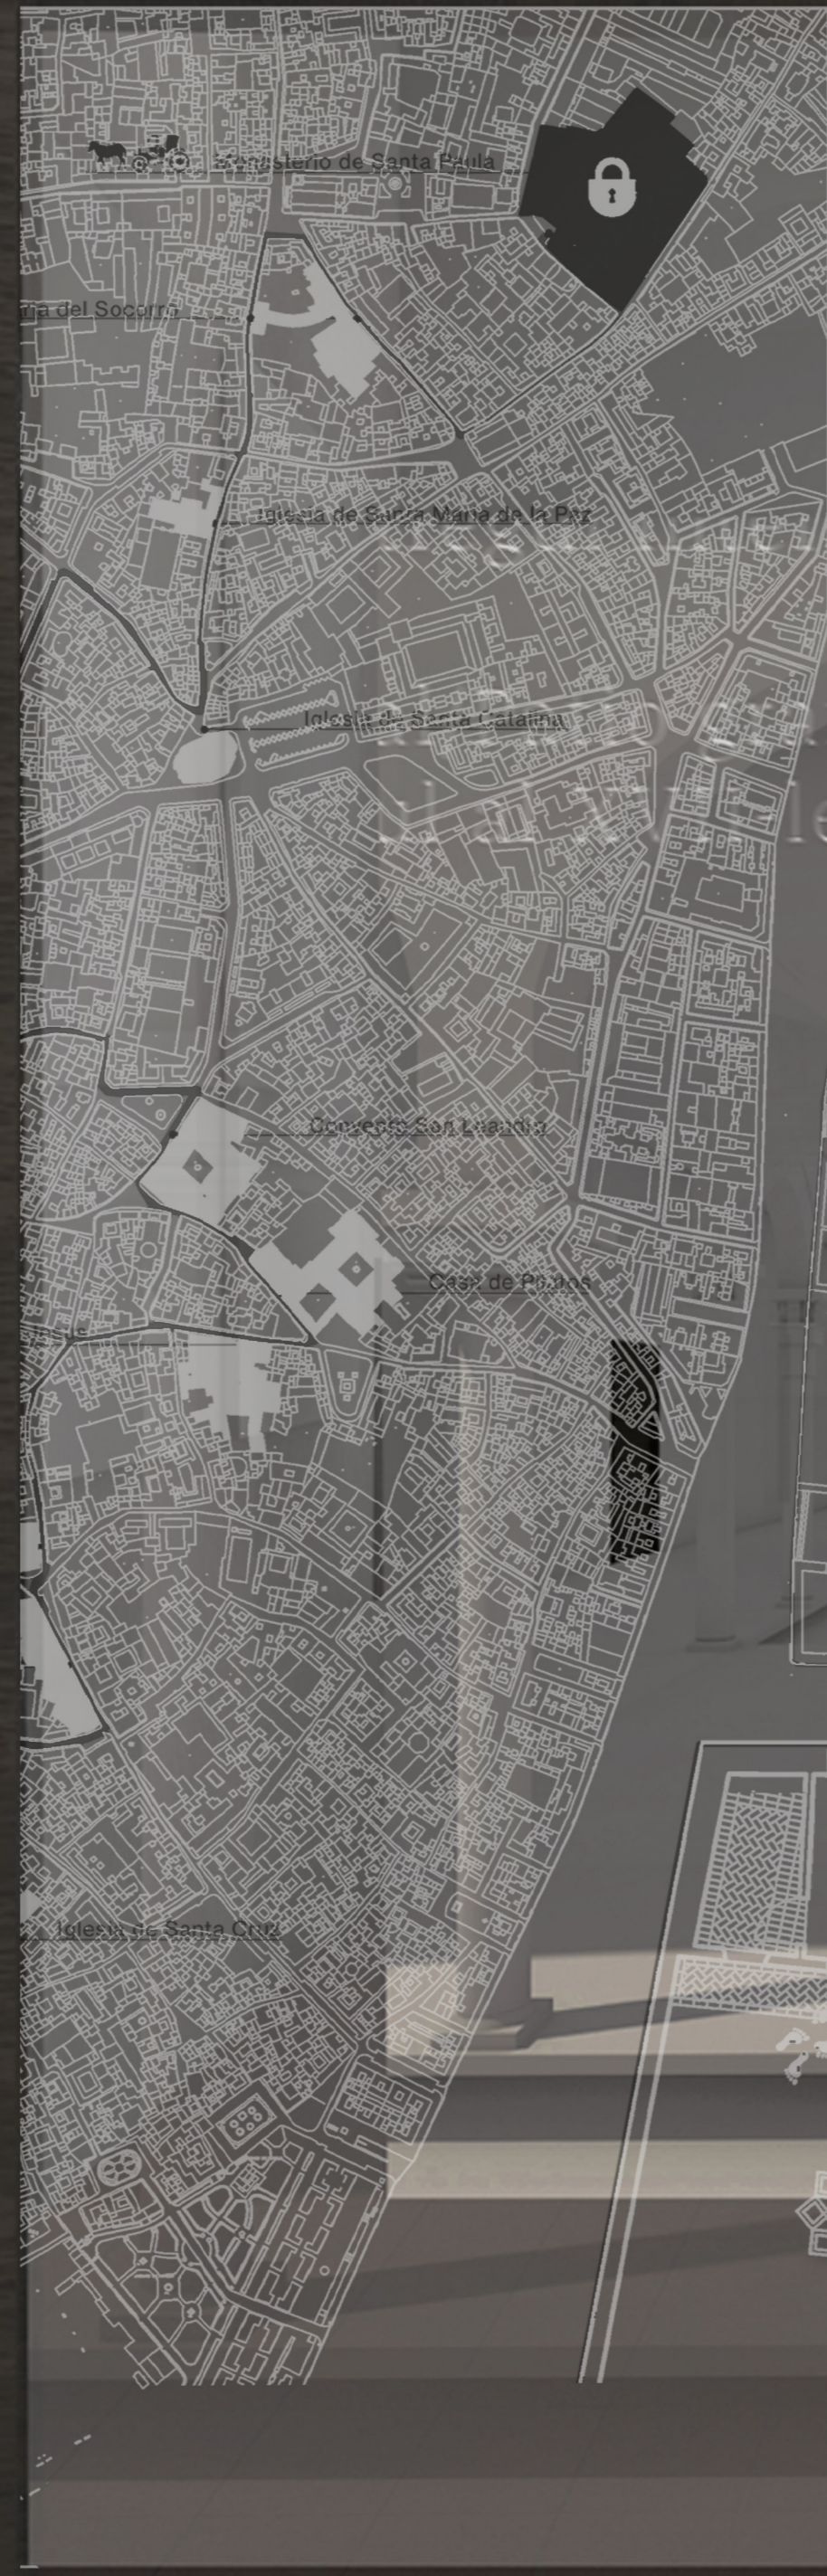 Monasterio de Santa Paula
del Socorro
Iglesia de Santa María de la Paz
Iglesia de Santa Catalina
Convento San Leandro
Casa de Pilatos
Iglesia de Santa Cruz